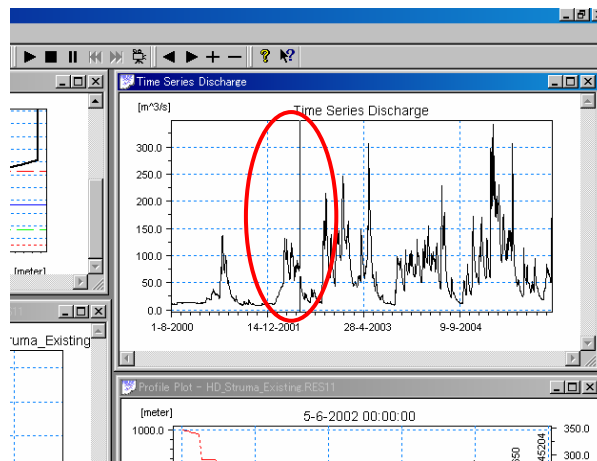 Time Series Discharge
Time Series Discharge
[m^3/s]
300.0
250.0
200.0
150.0
100.0
50.0
0.0
1-8-2000 14-12-2001 28-4-2003 9-9-2004
[meter]
ruma_Existing
Profile Plot - HD_Struma_Existing.RES11
[meter]
5-6-2002 00:00:00
1000.0
350.0
300.0
45204